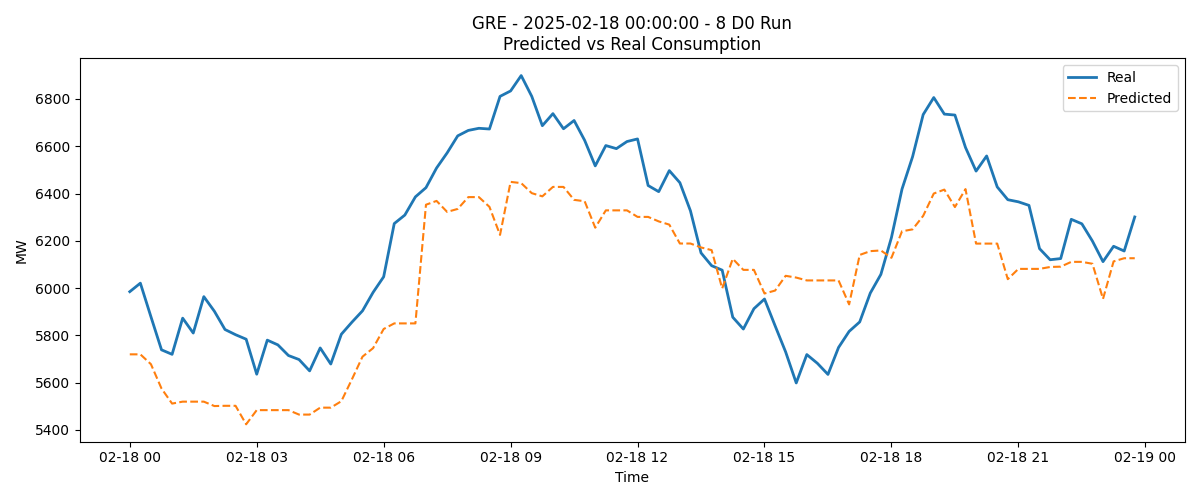 GRE - 2025-02-18 00:00:00 - 8 D0 Run
Predicted vs Real Consumption
Real
Predicted
MW
6800
6600
6400
6200
6000
5800
5600
5400
02-18 00
02-18 03
02-18 06
02-18 09
02-18 12
02-18 15
02-18 18
02-18 21
02-19 00
Time